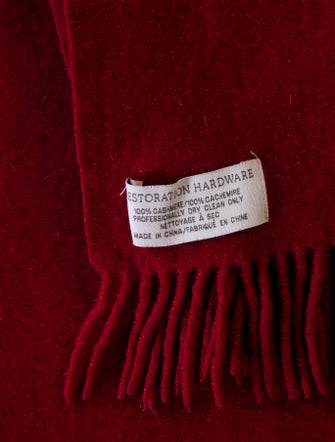 RESTORATION HARDWARE
100% CASHMERE/100% CACHEMIRE
PROFESSIONALLY DRY CLEAN ONLY
NETTOYAGE À SEC
MADE IN CHINA/FABRIQUÉ EN CHINE